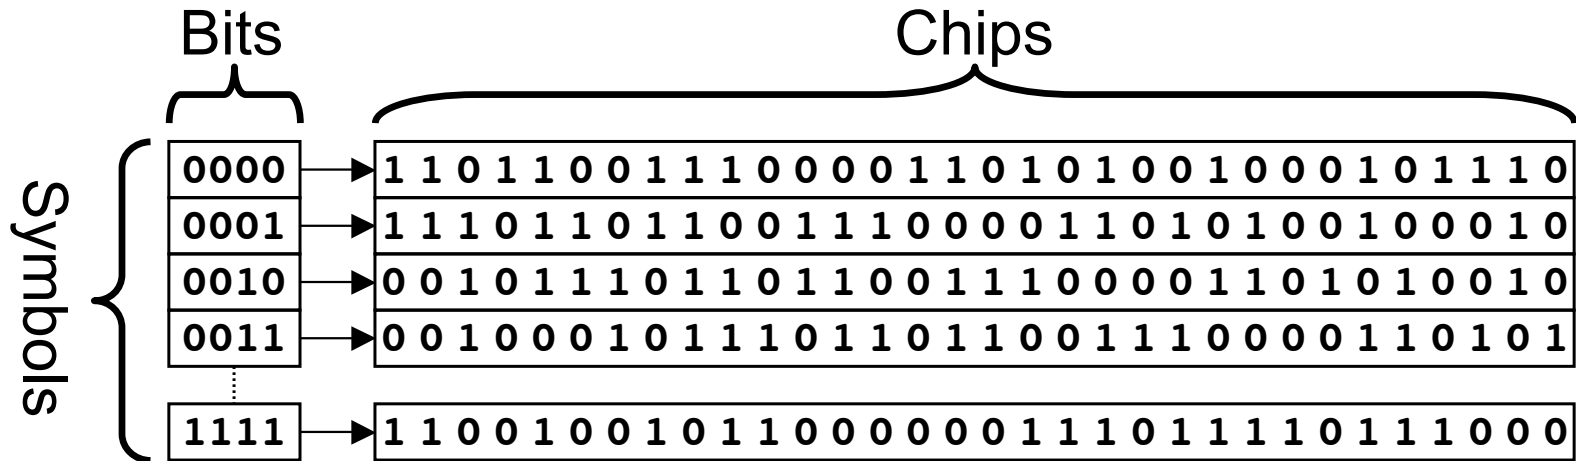 Bits
Chips
Symbols
0000 1 1 0 1 1 0 0 1 1 1 0 0 0 0 1 1 0 1 0 1 0 0 1 0 0 0 1 0 1 1 1 0
0001 1 1 1 0 1 1 0 1 1 0 0 1 1 1 0 0 0 0 1 1 0 1 0 1 0 0 1 0 0 0 1 0
0010 0 0 1 0 1 1 1 0 1 1 0 1 1 0 0 1 1 1 0 0 0 0 1 1 0 1 0 1 0 0 1 0
0011 0 0 1 0 0 0 1 0 1 1 1 0 1 1 0 1 1 0 0 1 1 1 0 0 0 0 1 1 0 1 0 1
1111 1 1 0 0 1 0 0 1 0 1 1 0 0 0 0 0 0 1 1 1 0 1 1 1 1 0 1 1 1 0 0 0